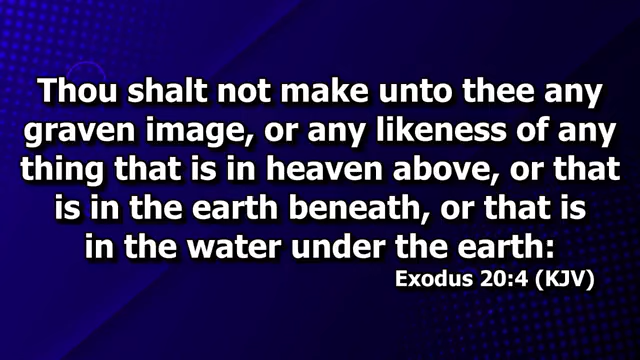 Thou shalt not make unto thee any
graven image, or any likeness of any
thing that is in heaven above, or that
is in the earth beneath, or that is
in the water under the earth:
Exodus 20:4 (KJV)